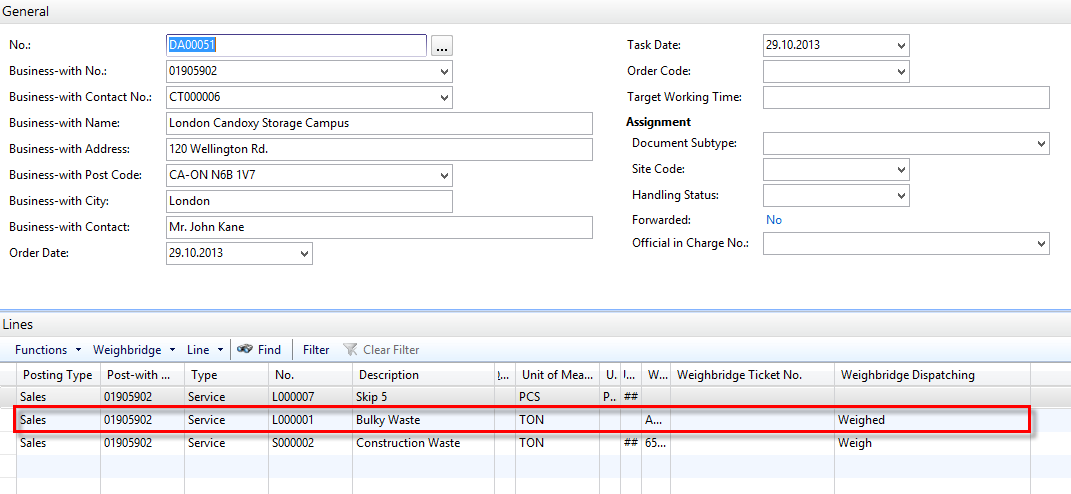 General
No.: DA00051 ...
Business-with No.: 01905902
Business-with Contact No.: CT000006
Business-with Name: London Candoxy Storage Campus
Business-with Address: 120 Wellington Rd.
Business-with Post Code: CA-ON N6B 1V7
Business-with City: London
Business-with Contact: Mr. John Kane
Order Date: 29.10.2013
Task Date: 29.10.2013
Order Code:
Target Working Time:
Assignment
Document Subtype:
Site Code:
Handling Status:
Forwarded: No
Official in Charge No.:
Lines
Functions Weighbridge Line Find Filter Clear Filter
Posting Type Post-with ... Type No. Description ... Unit of Mea... U. I... W... Weighbridge Ticket No. Weighbridge Dispatching
Sales 01905902 Service L000007 Skip 5 PCS P.. ##
Sales 01905902 Service L000001 Bulky Waste TON A... Weighed
Sales 01905902 Service S000002 Construction Waste TON ## 65... Weigh